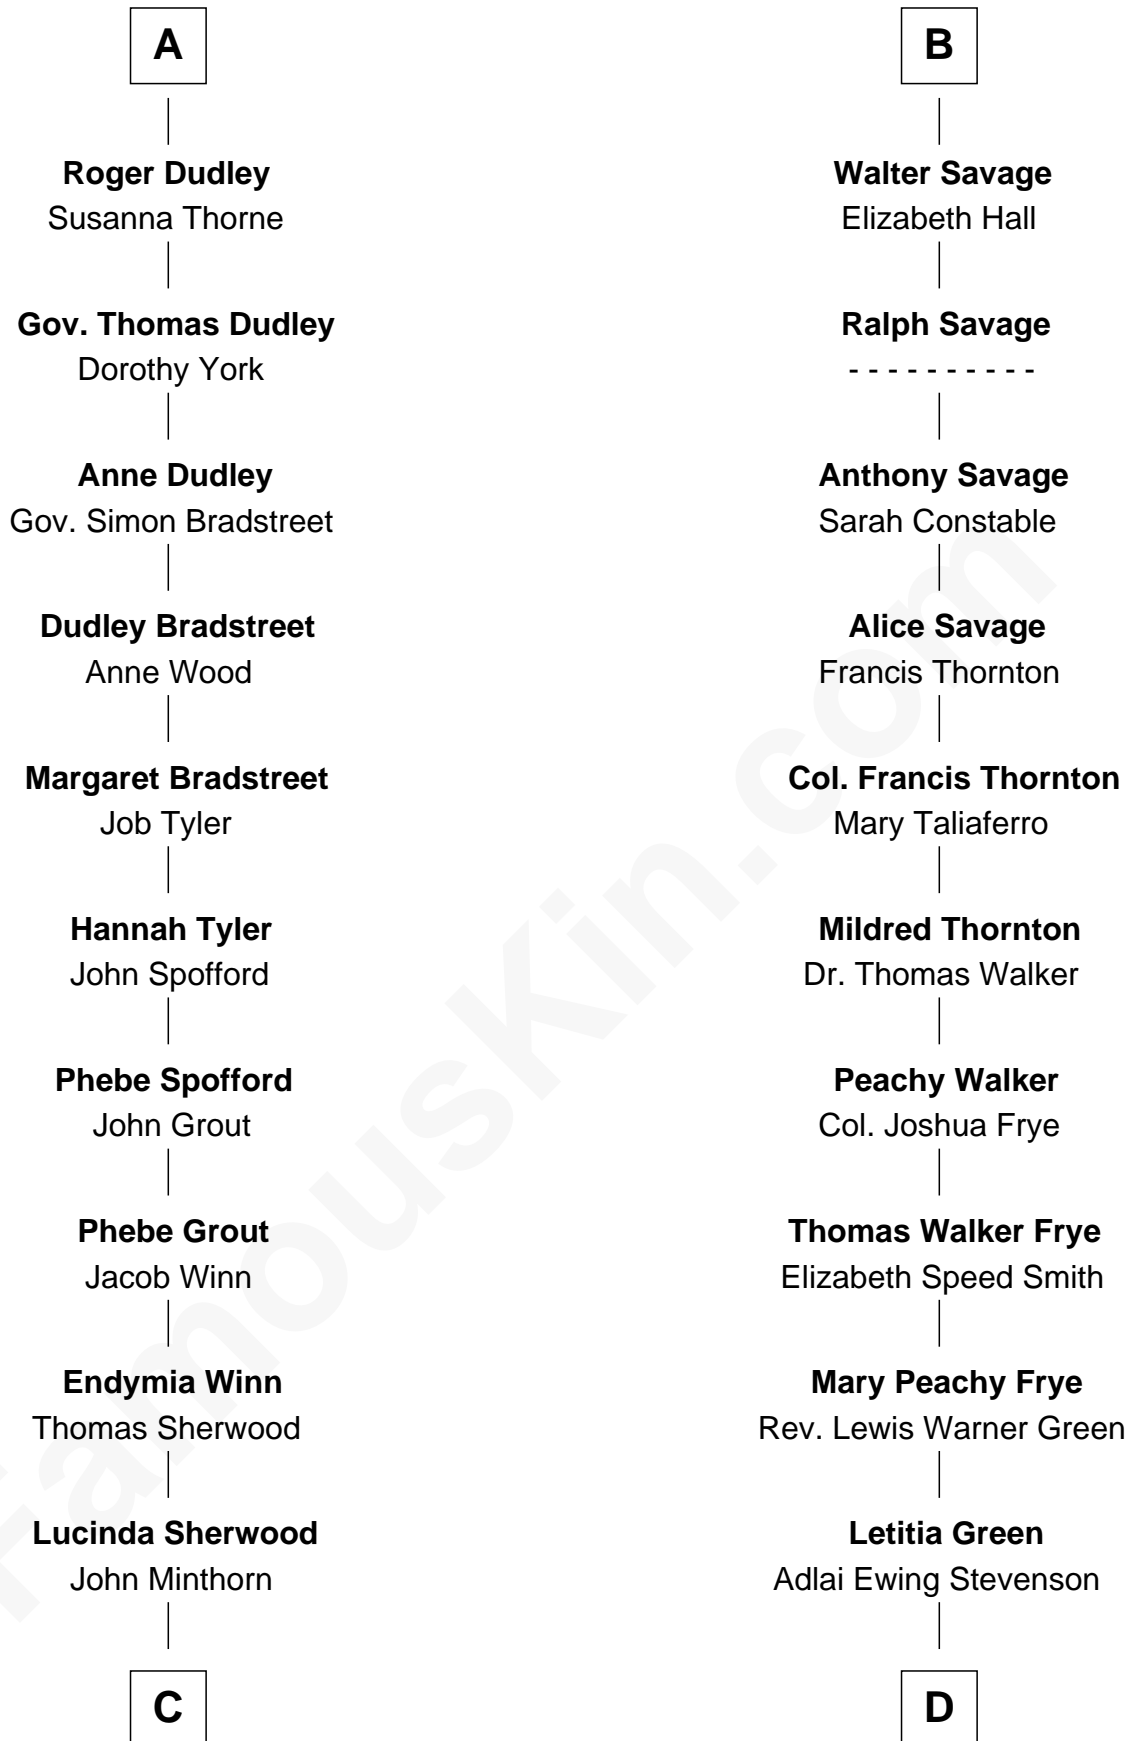 A
Roger Dudley
Susanna Thorne
Gov. Thomas Dudley
Dorothy York
Anne Dudley
Gov. Simon Bradstreet
Dudley Bradstreet
Anne Wood
Margaret Bradstreet
Job Tyler
Hannah Tyler
John Spofford
Phebe Spofford
John Grout
Phebe Grout
Jacob Winn
Endymia Winn
Thomas Sherwood
Lucinda Sherwood
John Minthorn
C
B
Walter Savage
Elizabeth Hall
Ralph Savage
- - - - - - - - - -
Anthony Savage
Sarah Constable
Alice Savage
Francis Thornton
Col. Francis Thornton
Mary Taliaferro
Mildred Thornton
Dr. Thomas Walker
Peachy Walker
Col. Joshua Frye
Thomas Walker Frye
Elizabeth Speed Smith
Mary Peachy Frye
Rev. Lewis Warner Green
Letitia Green
Adlai Ewing Stevenson
D
FamousKin.com